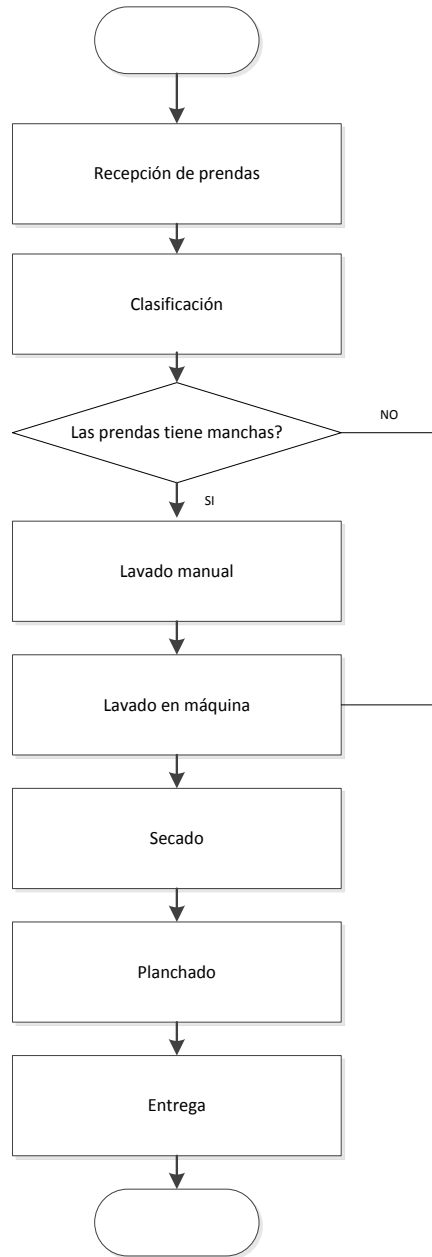 Recepción de prendas
Clasificación
Las prendas tiene manchas?
NO
SI
Lavado manual
Lavado en máquina
Secado
Planchado
Entrega